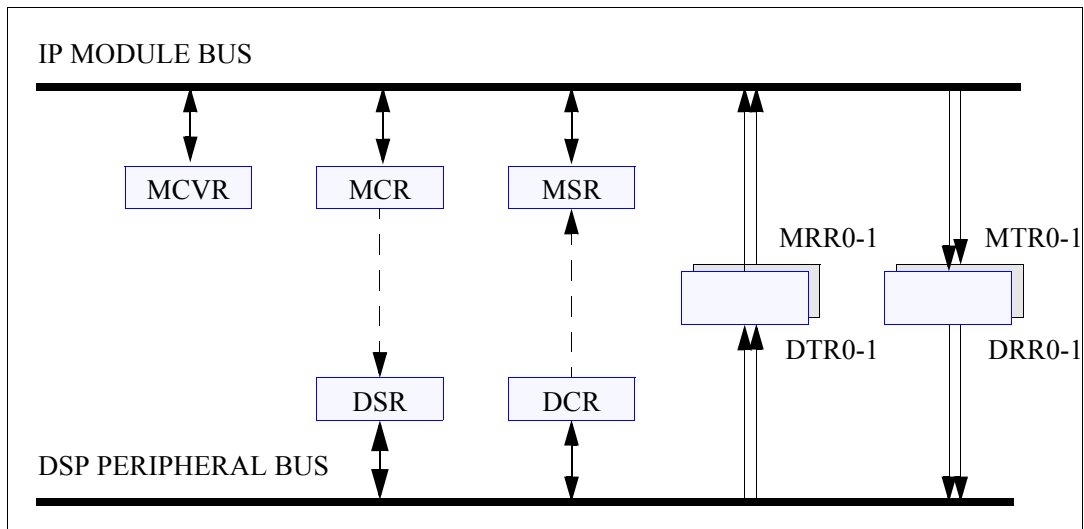 IP MODULE BUS
MCVR
MCR
MSR
MRR0-1
MTR0-1
DTR0-1
DRR0-1
DSR
DCR
DSP PERIPHERAL BUS